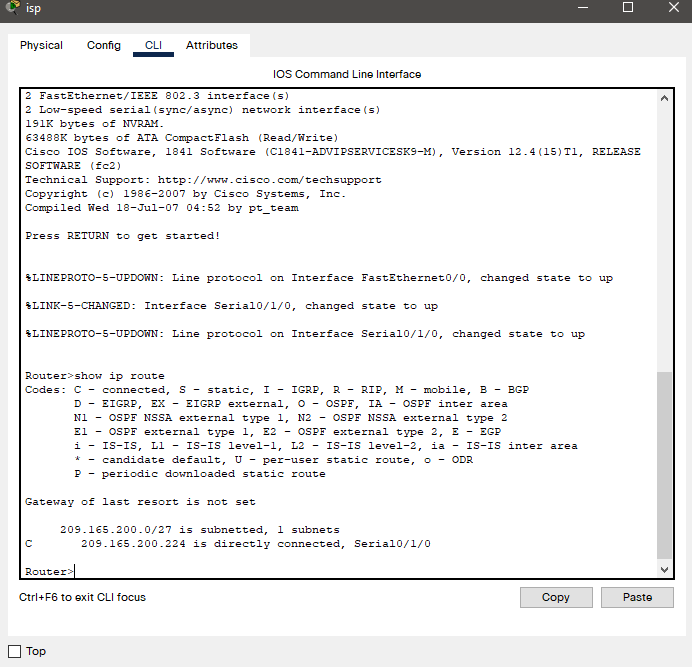 isp
Physical Config CLI Attributes
IOS Command Line Interface
2 FastEthernet/IEEE 802.3 interface(s)
2 Low-speed serial(sync/async) network interface(s)
191K bytes of NVRAM.
63488K bytes of ATA CompactFlash (Read/Write)
Cisco IOS Software, 1841 Software (C1841-ADVIPSERVICESK9-M), Version 12.4(15)T1, RELEASE
SOFTWARE (fc2)
Technical Support: http://www.cisco.com/techsupport
Copyright (c) 1986-2007 by Cisco Systems, Inc.
Compiled Wed 18-Jul-07 04:52 by pt_team
Press RETURN to get started!
%LINEPROTO-5-UPDOWN: Line protocol on Interface FastEthernet0/0, changed state to up
%LINK-5-CHANGED: Interface Serial0/1/0, changed state to up
%LINEPROTO-5-UPDOWN: Line protocol on Interface Serial0/1/0, changed state to up
Router>show ip route
Codes: C - connected, S - static, I - IGRP, R - RIP, M - mobile, B - BGP
D - EIGRP, EX - EIGRP external, O - OSPF, IA - OSPF inter area
N1 - OSPF NSSA external type 1, N2 - OSPF NSSA external type 2
E1 - OSPF external type 1, E2 - OSPF external type 2, E - EGP
i - IS-IS, L1 - IS-IS level-1, L2 - IS-IS level-2, ia - IS-IS inter area
* - candidate default, U - per-user static route, o - ODR
P - periodic downloaded static route
Gateway of last resort is not set
209.165.200.0/27 is subnetted, 1 subnets
C 209.165.200.224 is directly connected, Serial0/1/0
Router>
Ctrl+F6 to exit CLI focus
Copy Paste
Top